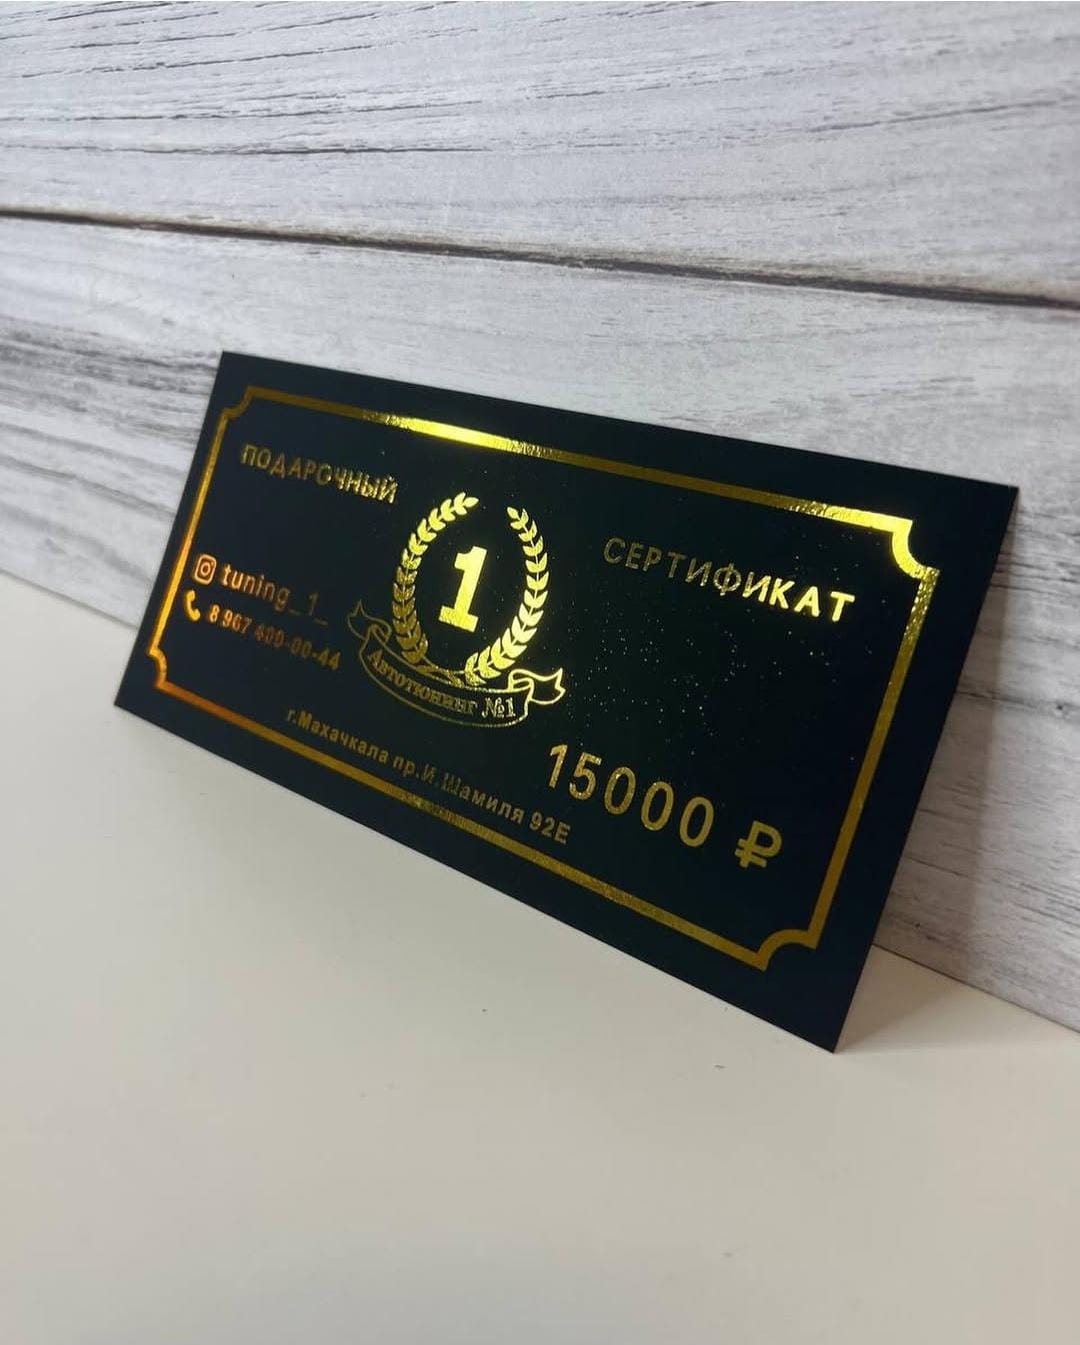 ПОДАРОЧНЫЙ
СЕРТИФИКАТ
1
Автотюнинг №1
tuning_1_
8 967 400-00-44
15000 ₽
г.Махачкала пр.И.Шамиля 92Е